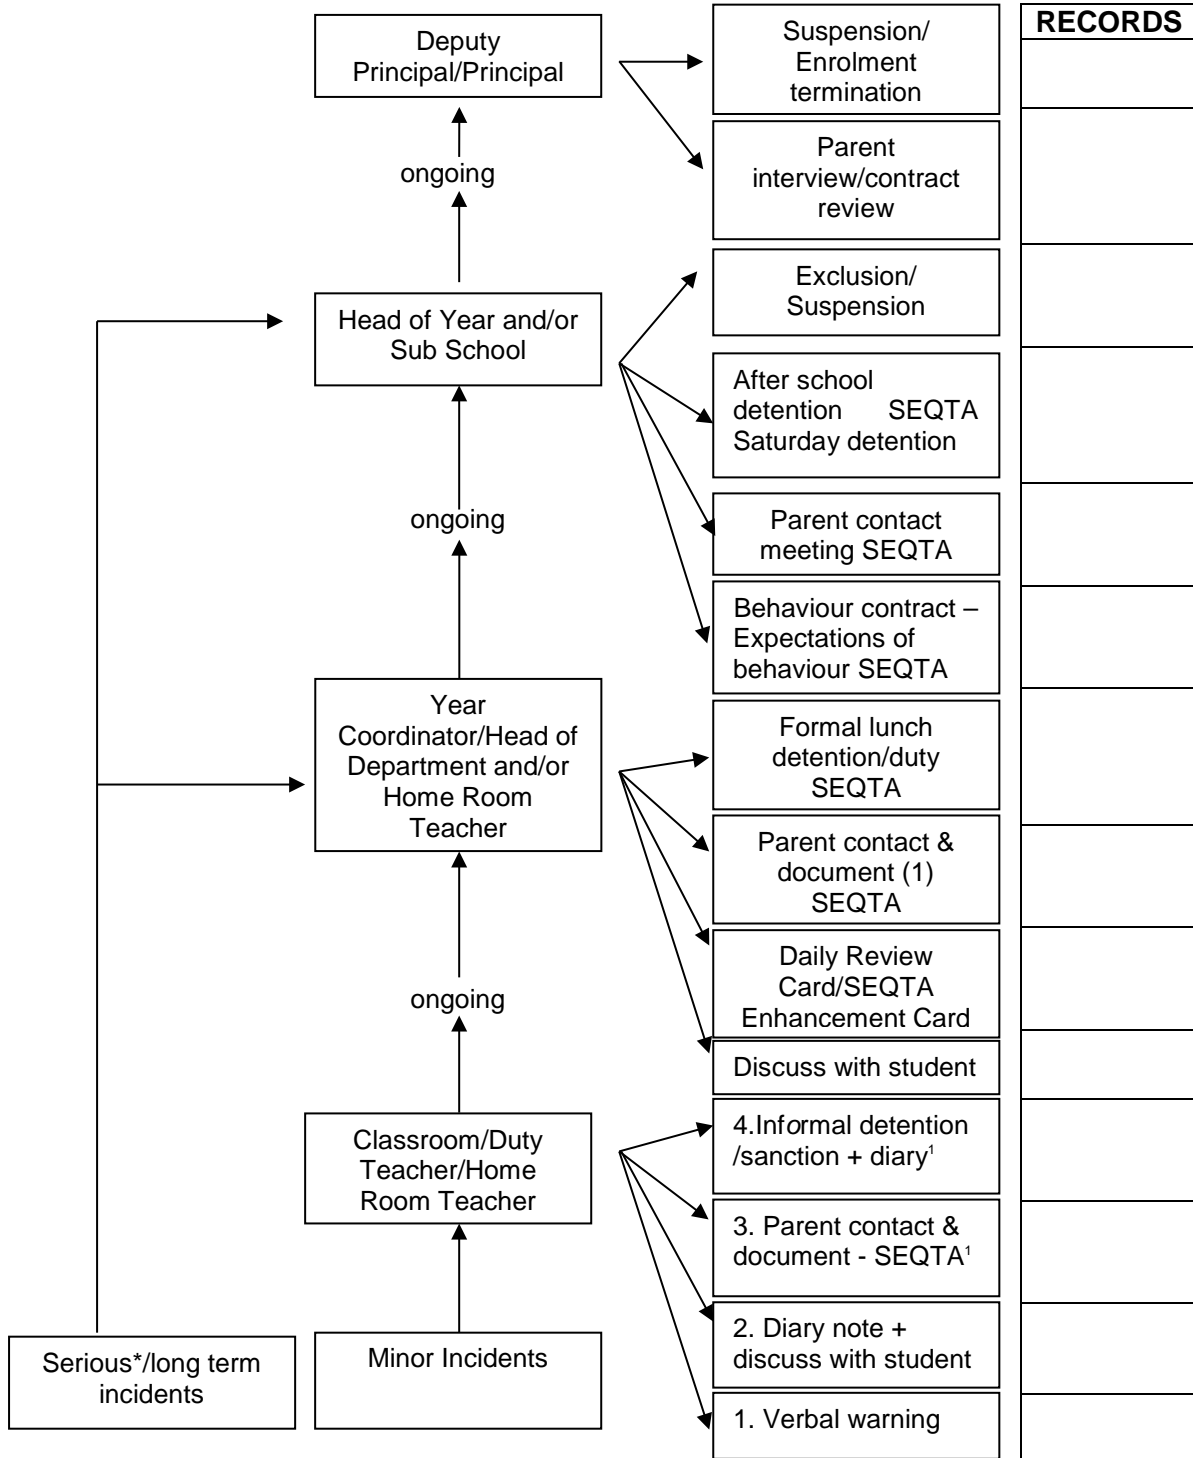 Deputy
Principal/Principal
Suspension/
Enrolment
termination
RECORDS
Parent
interview/contract
review
ongoing
Head of Year and/or
Sub School
Exclusion/
Suspension
After school
detention SEQTA
Saturday detention
Parent contact
meeting SEQTA
ongoing
Behaviour contract –
Expectations of
behaviour SEQTA
Year
Coordinator/Head of
Department and/or
Home Room
Teacher
Formal lunch
detention/duty
SEQTA
Parent contact &
document (1)
SEQTA
Daily Review
Card/SEQTA
Enhancement Card
ongoing
Discuss with student
Classroom/Duty
Teacher/Home
Room Teacher
4.Informal detention
/sanction + diary¹
3. Parent contact &
document - SEQTA¹
2. Diary note +
discuss with student
1. Verbal warning
Serious*/long term
incidents
Minor Incidents